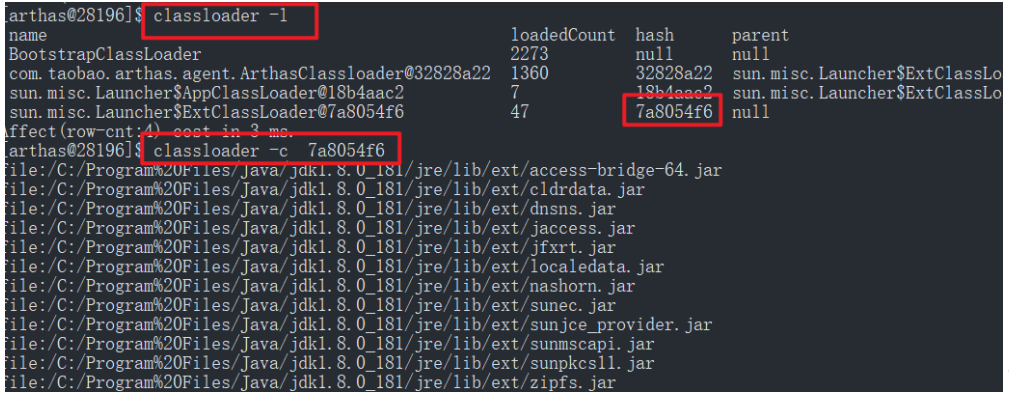 [arthas@28196]$ classloader -l
name loadedCount hash parent
BootstrapClassLoader 2273 null null
com.taobao.arthas.agent.ArthasClassloader@32828a22 1360 32828a22 sun.misc.Launcher$ExtClassLo
sun.misc.Launcher$AppClassLoader@18b4aac2 7 18b4aac2 sun.misc.Launcher$ExtClassLo
sun.misc.Launcher$ExtClassLoader@7a8054f6 47 7a8054f6 null
Affect(row-cnt:4) cost in 3 ms.
[arthas@28196]$ classloader -c 7a8054f6
file:/C:/Program%20Files/Java/jdk1.8.0_181/jre/lib/ext/access-bridge-64.jar
file:/C:/Program%20Files/Java/jdk1.8.0_181/jre/lib/ext/cldrdata.jar
file:/C:/Program%20Files/Java/jdk1.8.0_181/jre/lib/ext/dnsns.jar
file:/C:/Program%20Files/Java/jdk1.8.0_181/jre/lib/ext/jaccess.jar
file:/C:/Program%20Files/Java/jdk1.8.0_181/jre/lib/ext/jfxrt.jar
file:/C:/Program%20Files/Java/jdk1.8.0_181/jre/lib/ext/localedata.jar
file:/C:/Program%20Files/Java/jdk1.8.0_181/jre/lib/ext/nashorn.jar
file:/C:/Program%20Files/Java/jdk1.8.0_181/jre/lib/ext/sunec.jar
file:/C:/Program%20Files/Java/jdk1.8.0_181/jre/lib/ext/sunjce_provider.jar
file:/C:/Program%20Files/Java/jdk1.8.0_181/jre/lib/ext/sunmscapi.jar
file:/C:/Program%20Files/Java/jdk1.8.0_181/jre/lib/ext/sunpkcs11.jar
file:/C:/Program%20Files/Java/jdk1.8.0_181/jre/lib/ext/zipfs.jar